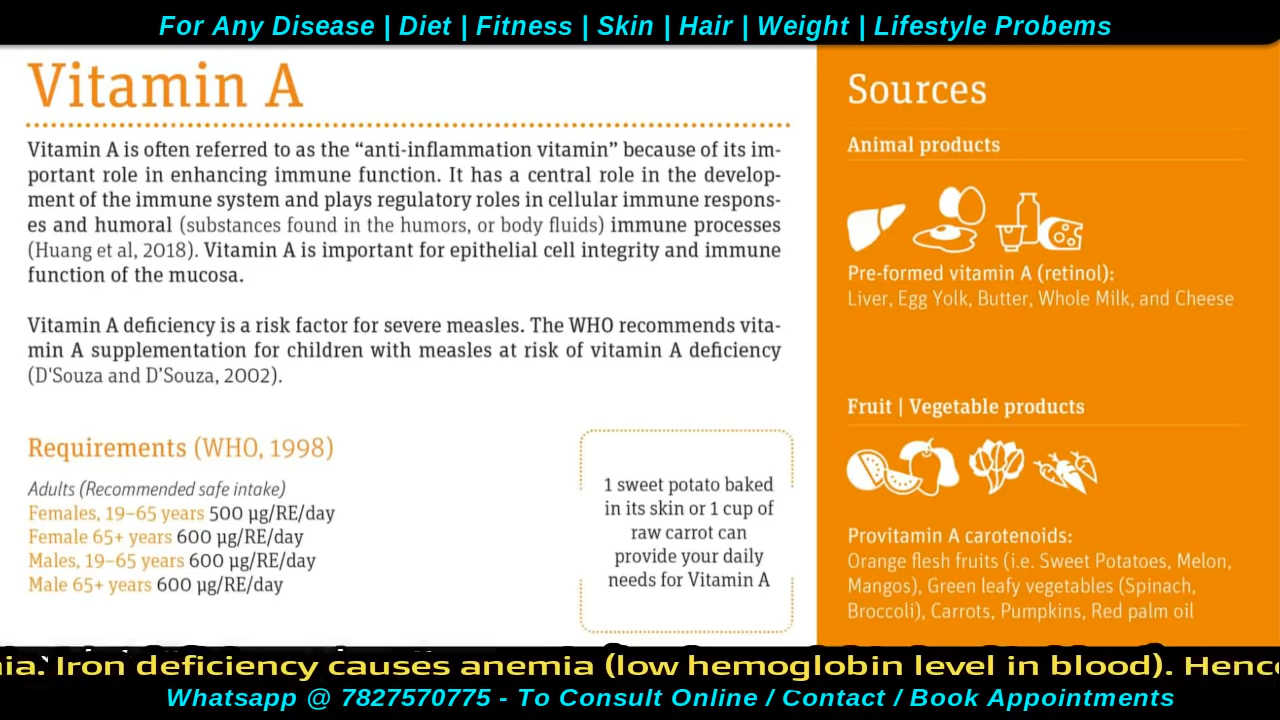 For Any Disease | Diet | Fitness | Skin | Hair | Weight | Lifestyle Probems
Vitamin A
Vitamin A is often referred to as the “anti-inflammation vitamin” because of its im-
portant role in enhancing immune function. It has a central role in the develop-
ment of the immune system and plays regulatory roles in cellular immune respons-
es and humoral (substances found in the humors, or body fluids) immune processes
(Huang et al, 2018). Vitamin A is important for epithelial cell integrity and immune
function of the mucosa.
Vitamin A deficiency is a risk factor for severe measles. The WHO recommends vita-
min A supplementation for children with measles at risk of vitamin A deficiency
(D'Souza and D’Souza, 2002).
Requirements (WHO, 1998)
Adults (Recommended safe intake)
Females, 19–65 years 500 µg/RE/day
Female 65+ years 600 µg/RE/day
Males, 19–65 years 600 µg/RE/day
Male 65+ years 600 µg/RE/day
1 sweet potato baked
in its skin or 1 cup of
raw carrot can
provide your daily
needs for Vitamin A
Sources
Animal products
Pre-formed vitamin A (retinol):
Liver, Egg Yolk, Butter, Whole Milk, and Cheese
Fruit | Vegetable products
Provitamin A carotenoids:
Orange flesh fruits (i.e. Sweet Potatoes, Melon,
Mangos), Green leafy vegetables (Spinach,
Broccoli), Carrots, Pumpkins, Red palm oil
ia. Iron deficiency causes anemia (low hemoglobin level in blood). Henc
Whatsapp @ 7827570775 - To Consult Online / Contact / Book Appointments